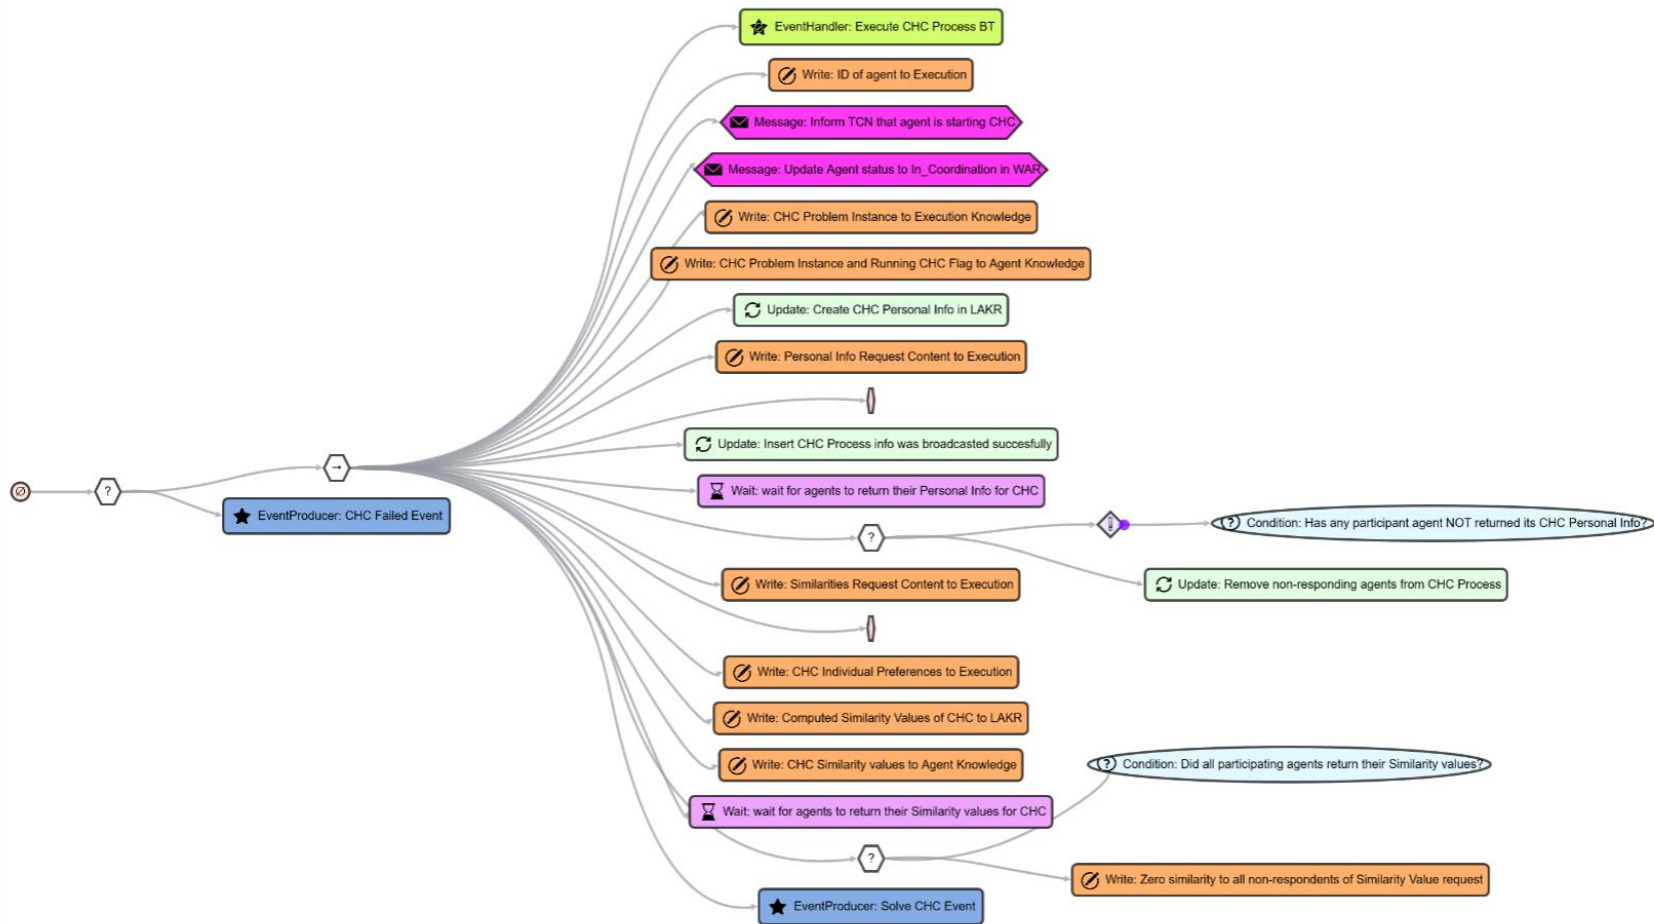 EventHandler: Execute CHC Process BT
Write: ID of agent to Execution
Message: Inform TCN that agent is starting CHC
Message: Update Agent status to In_Coordination in WAR
Write: CHC Problem Instance to Execution Knowledge
Write: CHC Problem Instance and Running CHC Flag to Agent Knowledge
Update: Create CHC Personal Info in LAKR
Write: Personal Info Request Content to Execution
Update: Insert CHC Process info was broadcasted succesfully
∅
?
→
EventProducer: CHC Failed Event
Wait: wait for agents to return their Personal Info for CHC
?
? Condition: Has any participant agent NOT returned its CHC Personal Info?
Write: Similarities Request Content to Execution
Update: Remove non-responding agents from CHC Process
Write: CHC Individual Preferences to Execution
Write: Computed Similarity Values of CHC to LAKR
Write: CHC Similarity values to Agent Knowledge
? Condition: Did all participating agents return their Similarity values?
Wait: wait for agents to return their Similarity values for CHC
?
Write: Zero similarity to all non-respondents of Similarity Value request
EventProducer: Solve CHC Event